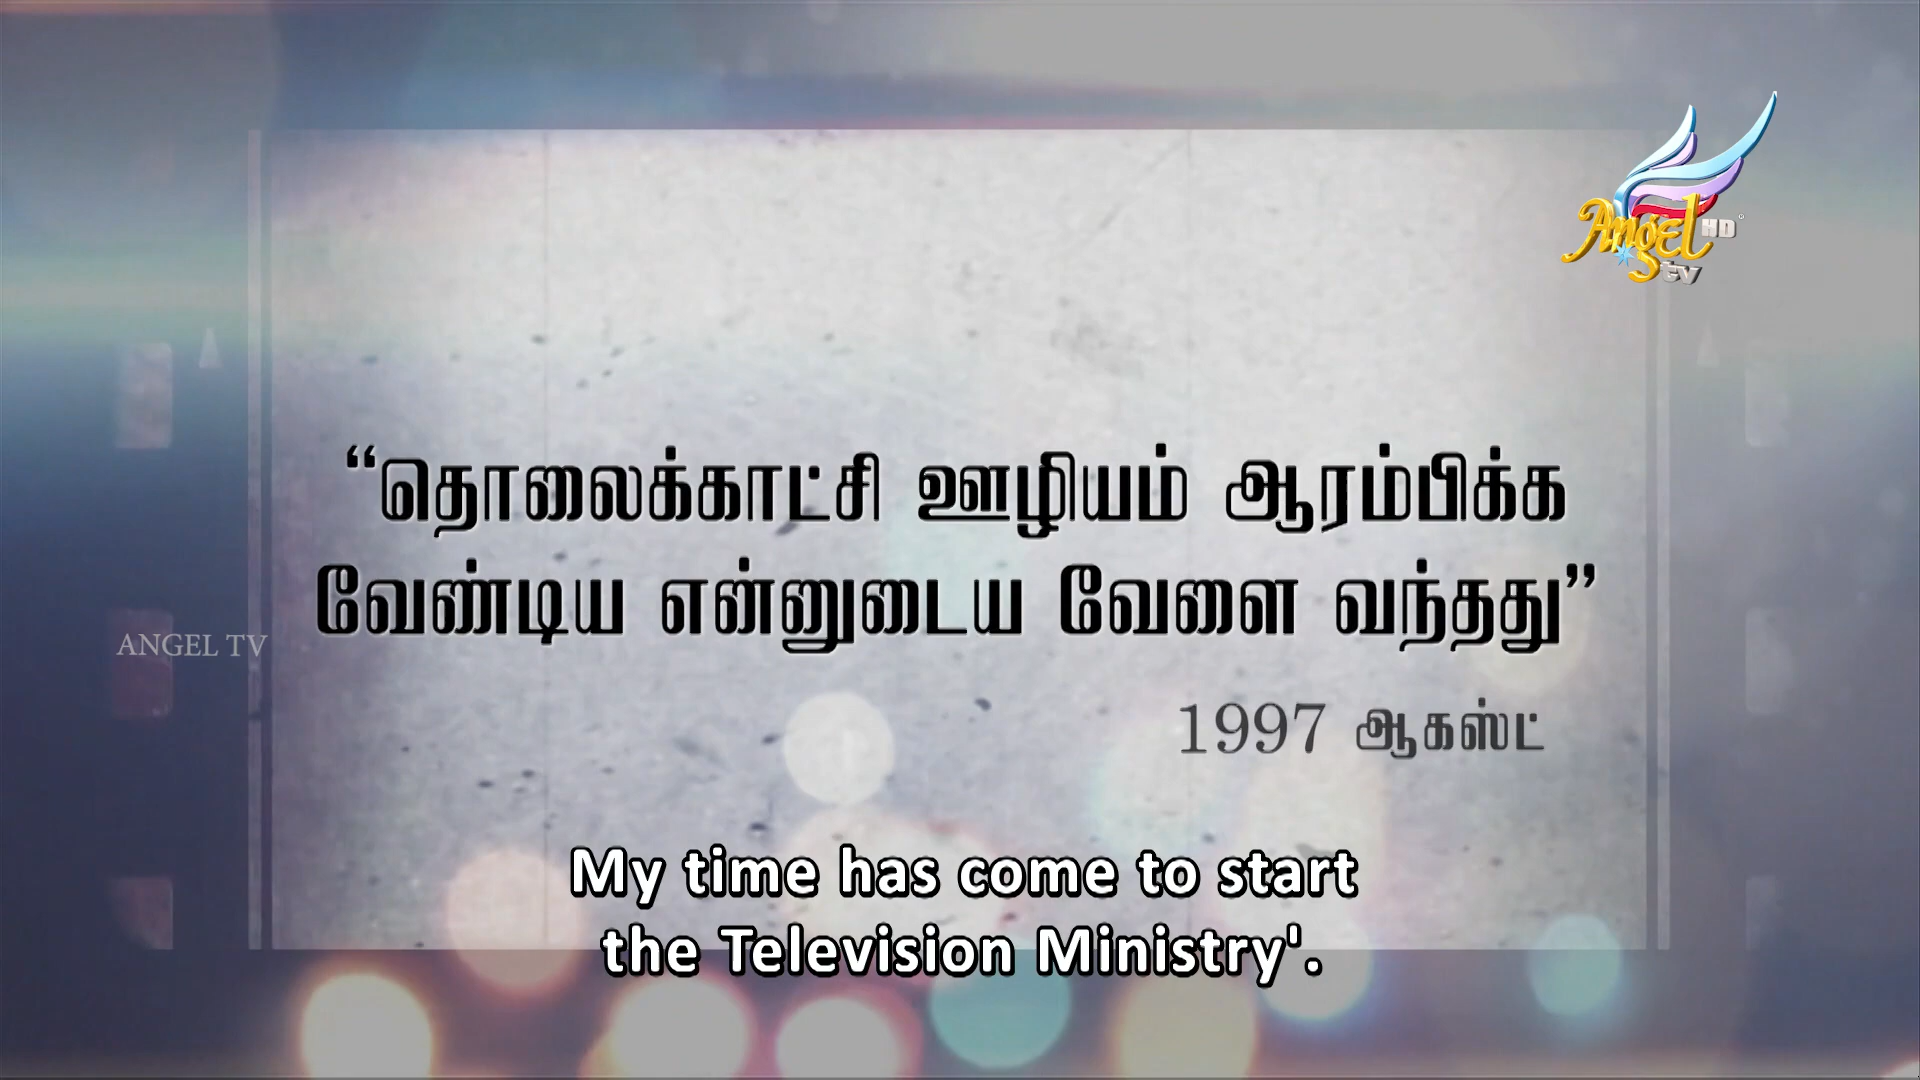 Angel HD
tv
“தொலைக்காட்சி ஊழியம் ஆரம்பிக்க
வேண்டிய என்னுடைய வேளை வந்தது”
ANGEL TV
1997 ஆகஸ்ட்
My time has come to start
the Television Ministry'.